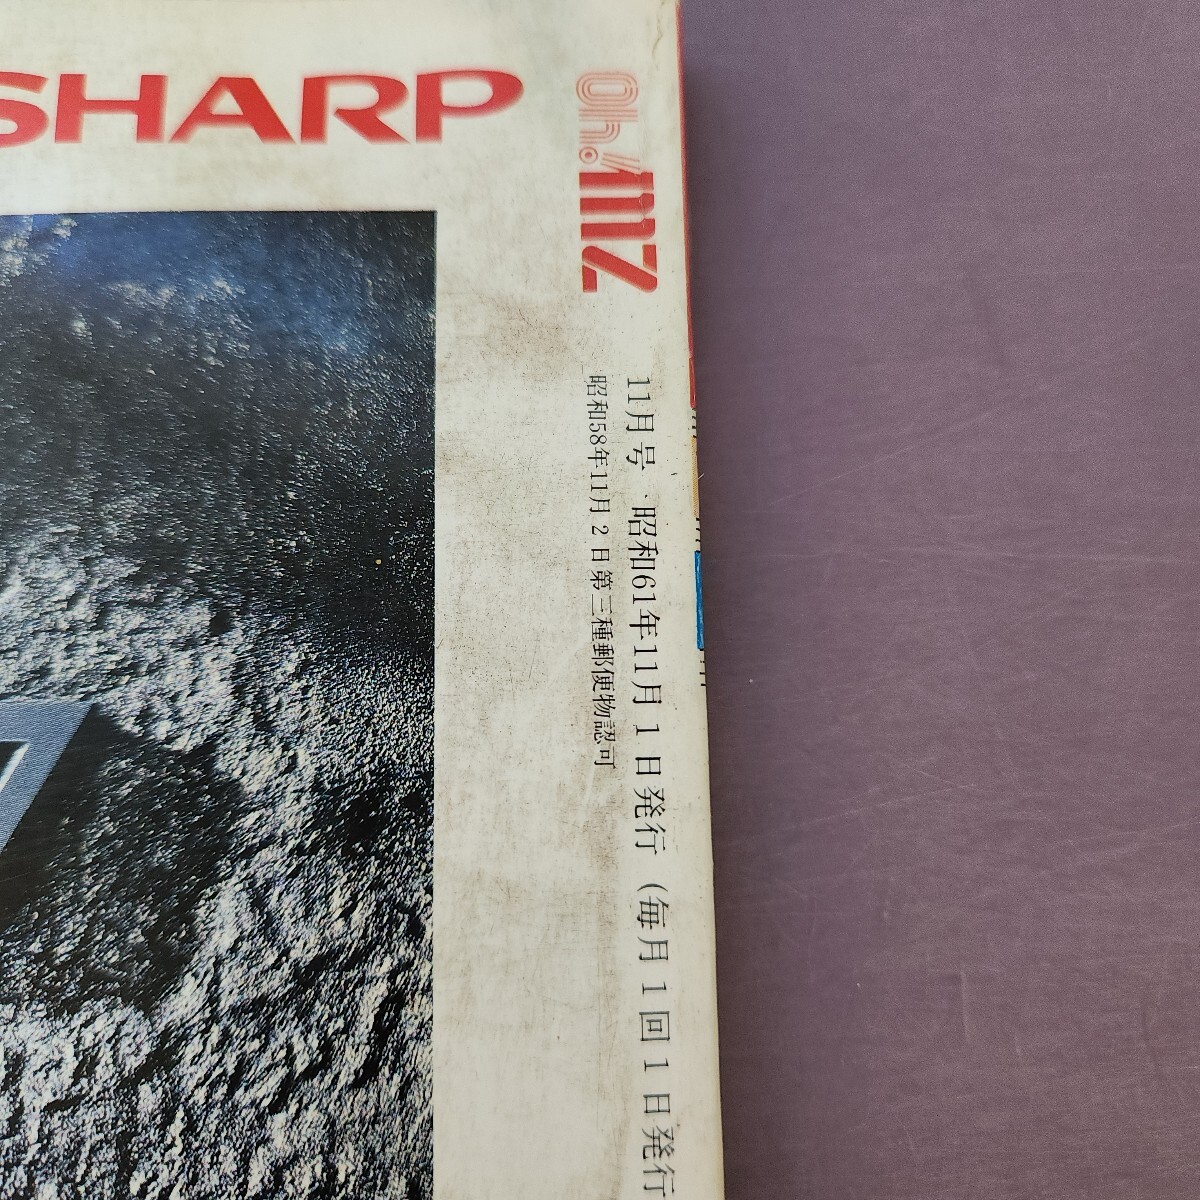 SHARP
Oh!MZ
11月号・昭和61年11月1日発行(毎月1回1日発行
昭和58年11月2日第三種郵便物認可